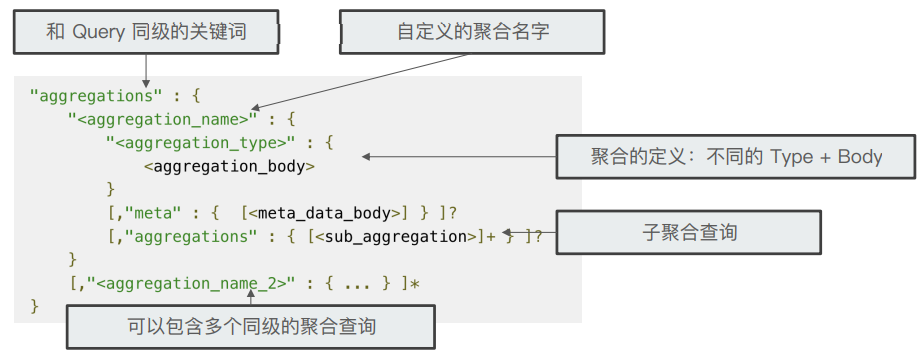 和 Query 同级的关键词
自定义的聚合名字
"aggregations" : {
"<aggregation_name>" : {
"<aggregation_type>" : {
<aggregation_body>
聚合的定义：不同的 Type + Body
}
[,"meta" : {  [<meta_data_body>] } ]?
[,"aggregations" : { [<sub_aggregation>]+ } ]?
子聚合查询
}
[,"<aggregation_name_2>" : { ... } ]*
}
可以包含多个同级的聚合查询